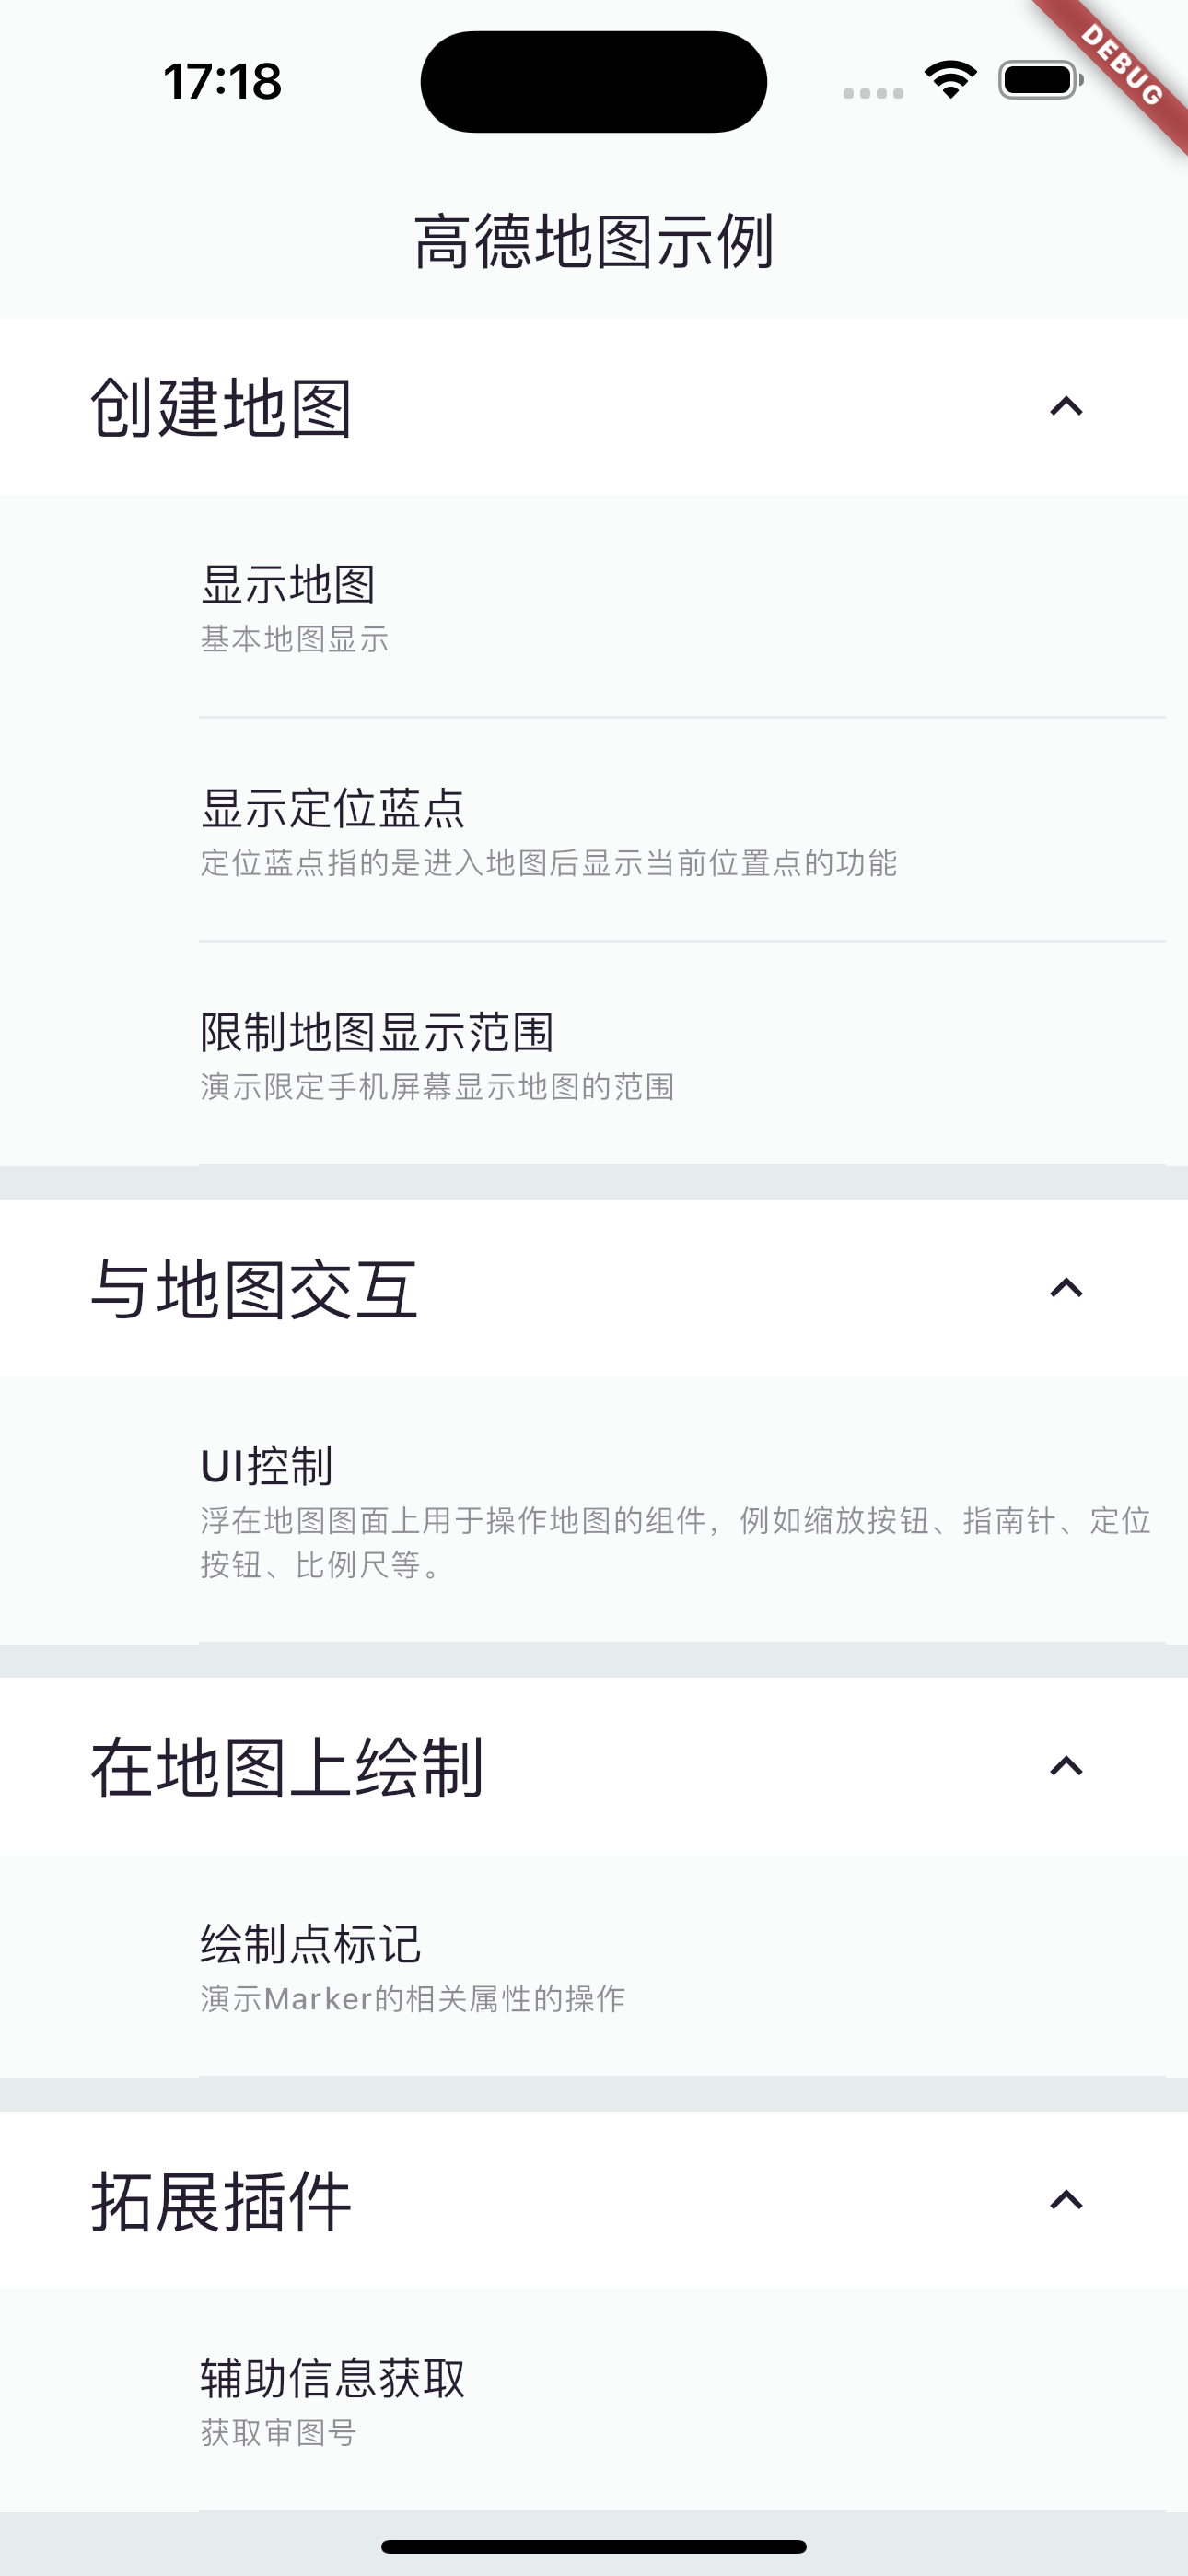 17:18
DEBUG
高德地图示例
创建地图
显示地图
基本地图显示
显示定位蓝点
定位蓝点指的是进入地图后显示当前位置点的功能
限制地图显示范围
演示限定手机屏幕显示地图的范围
与地图交互
UI控制
浮在地图图面上用于操作地图的组件，例如缩放按钮、指南针、定位
按钮、比例尺等。
在地图上绘制
绘制点标记
演示Marker的相关属性的操作
拓展插件
辅助信息获取
获取审图号